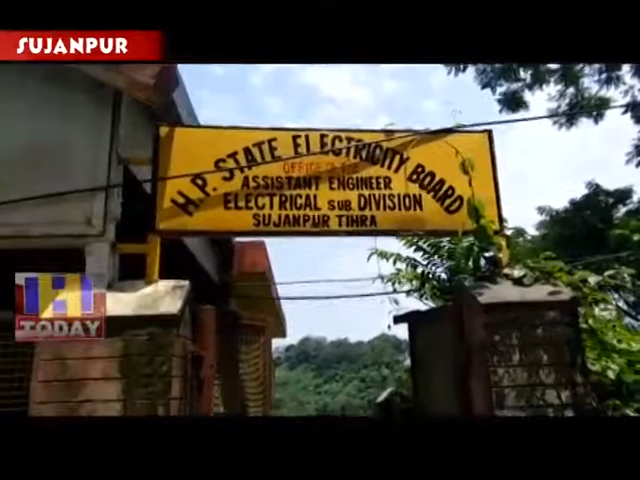 SUJANPUR
H.P. STATE ELECTRICITY BOARD
OFFICE OF THE
ASSISTANT ENGINEER
ELECTRICAL SUB. DIVISION
SUJANPUR TIHRA
H
TODAY